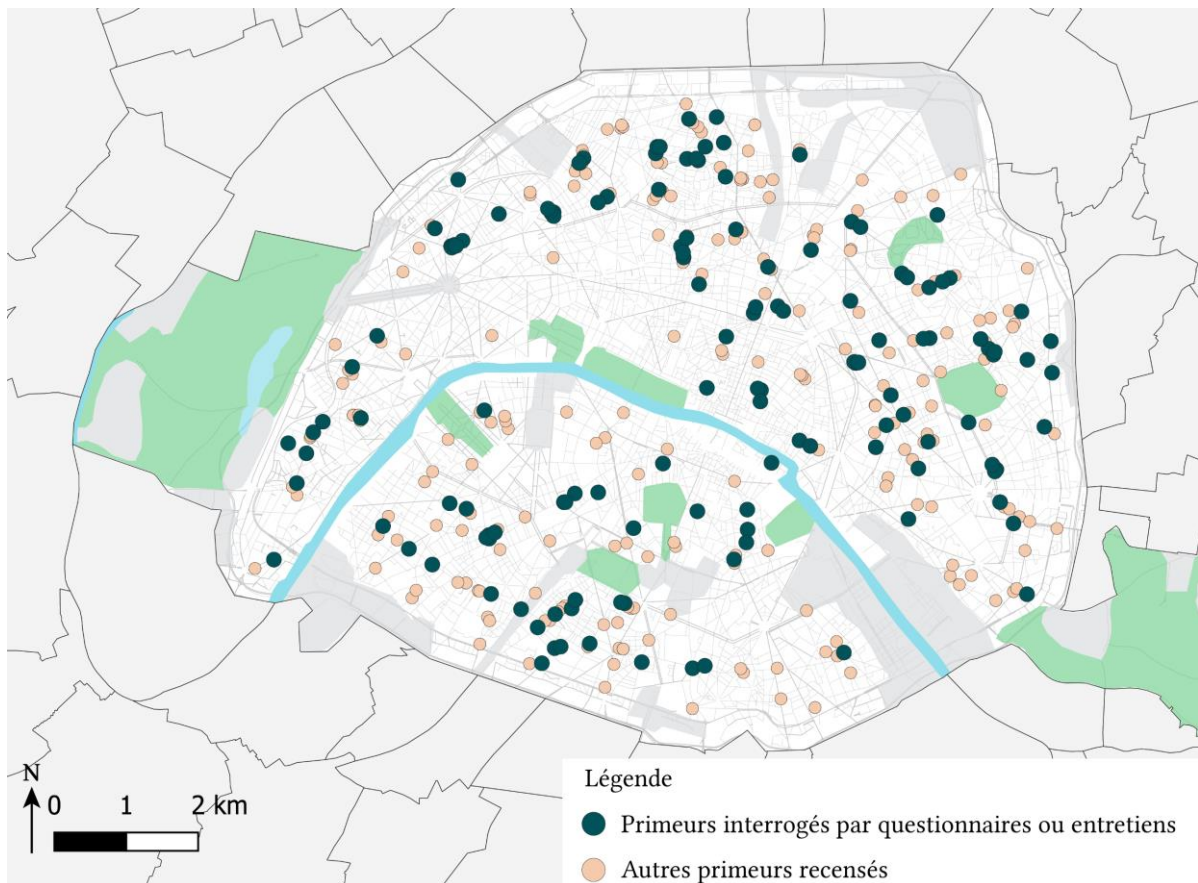 N
0 1 2 km
Légende
Primeurs interrogés par questionnaires ou entretiens
Autres primeurs recensés